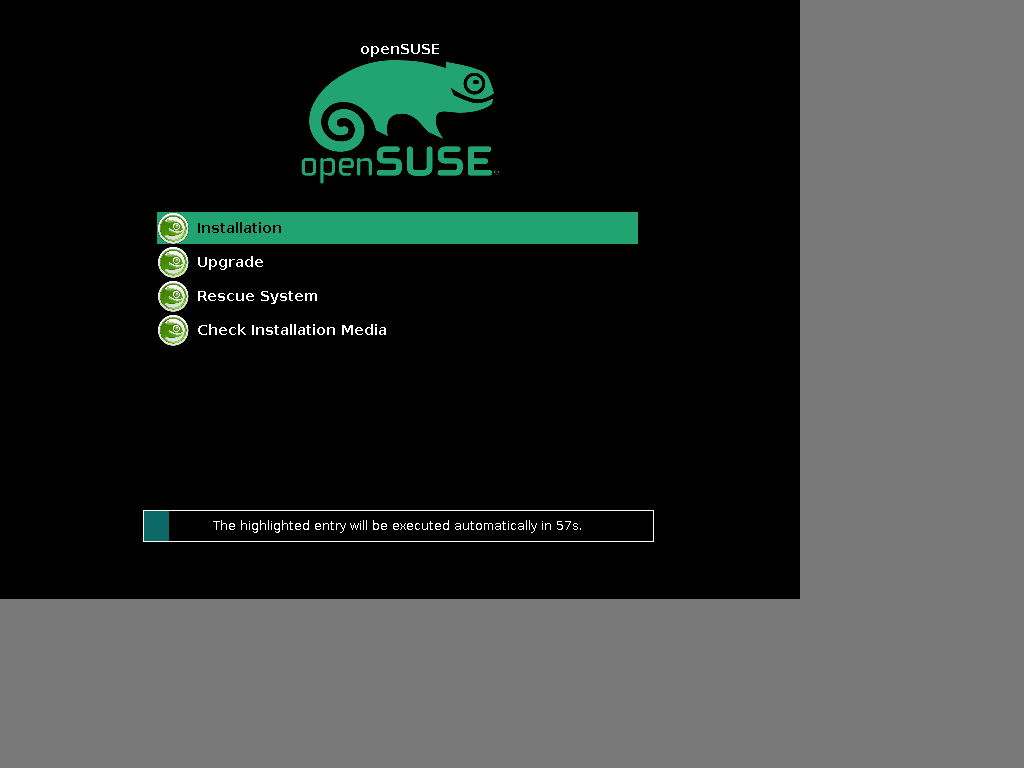 openSUSE
openSUSE
Installation
Upgrade
Rescue System
Check Installation Media
The highlighted entry will be executed automatically in 57s.